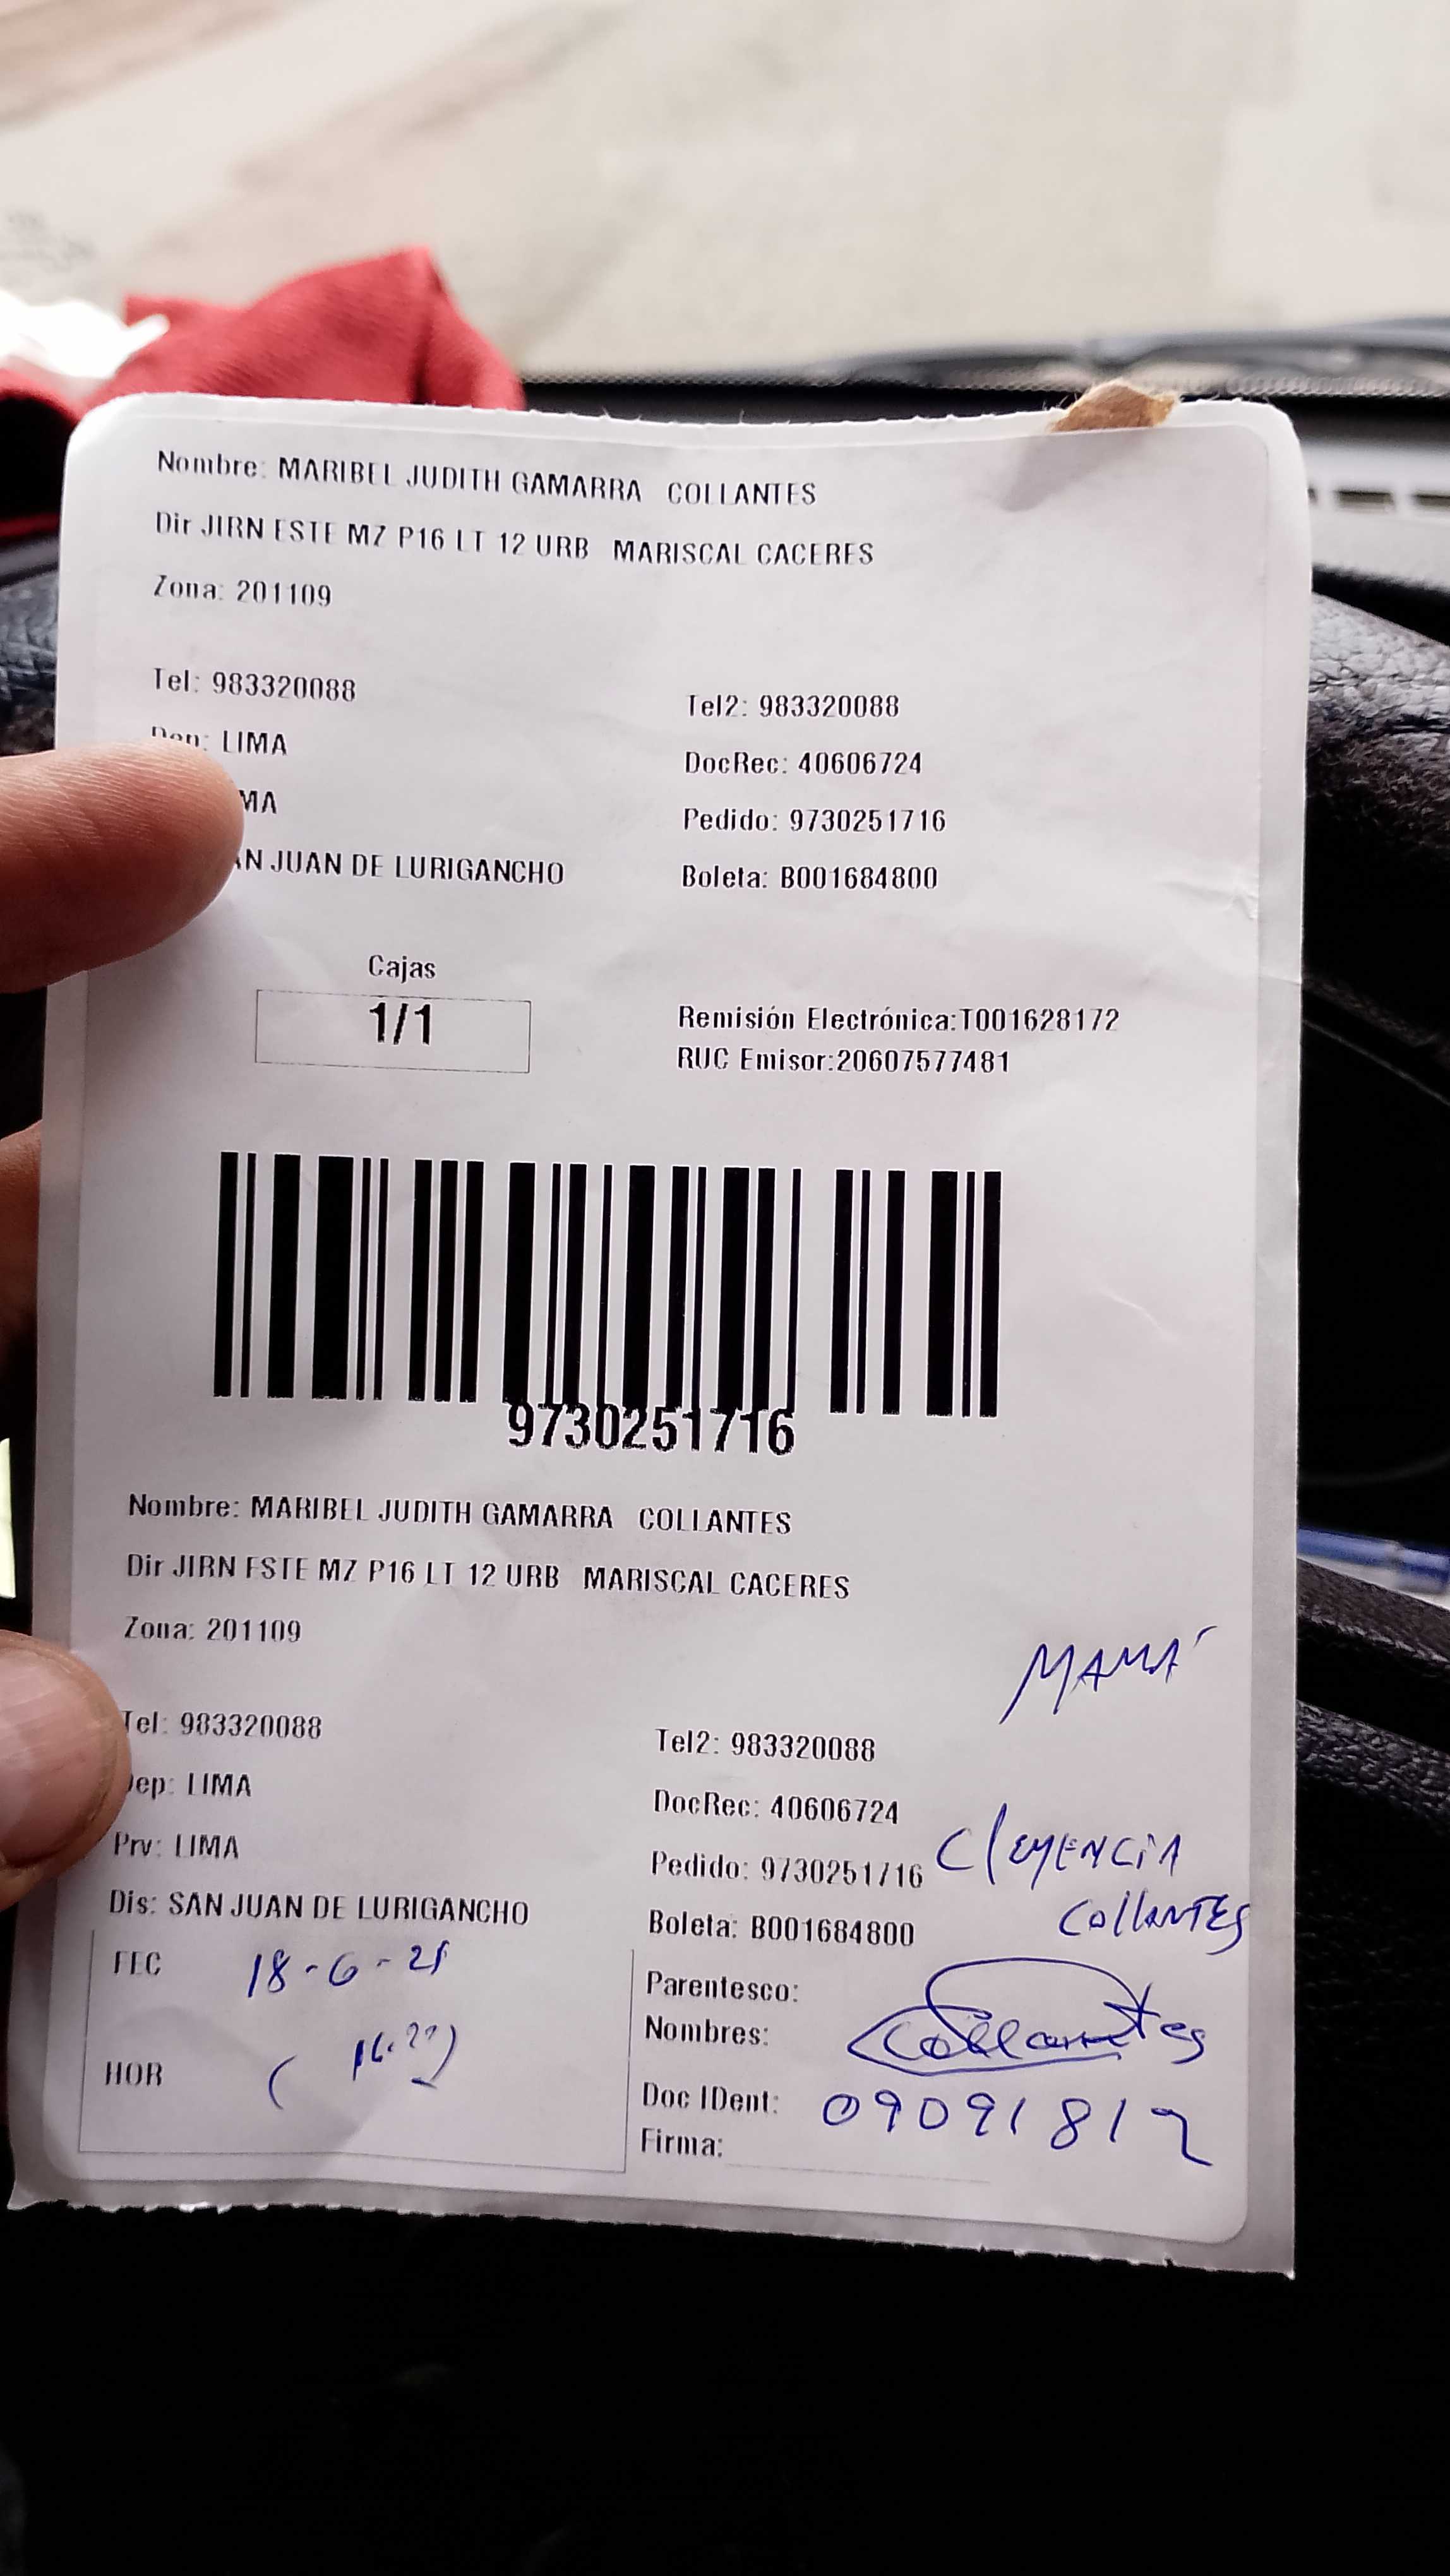 Nombre: MARIBEL JUDITH GAMARRA COLLANTES
Dir JIRN ESTE MZ P16 LT 12 URB MARISCAL CACERES
Zona: 201109
Tel: 983320088 Tel2: 983320088
Dep: LIMA DocRec: 40606724
MA Pedido: 9730251716
AN JUAN DE LURIGANCHO Boleta: B001684800
Cajas
1/1
Remisión Electrónica:T001628172
RUC Emisor:20607577481
9730251716
Nombre: MARIBEL JUDITH GAMARRA COLLANTES
Dir JIRN ESTE MZ P16 LT 12 URB MARISCAL CACERES
Zona: 201109
MAMÁ
Tel: 983320088 Tel2: 983320088
ep: LIMA DocRec: 40606724
Prv: LIMA Pedido: 9730251716 ClemENCiA
Dis: SAN JUAN DE LURIGANCHO Boleta: B001684800 CollANTES
FEC 18-6-21 Parentesco:
Nombres: Collantes
HOR Doc IDent: 09091812
Firma: